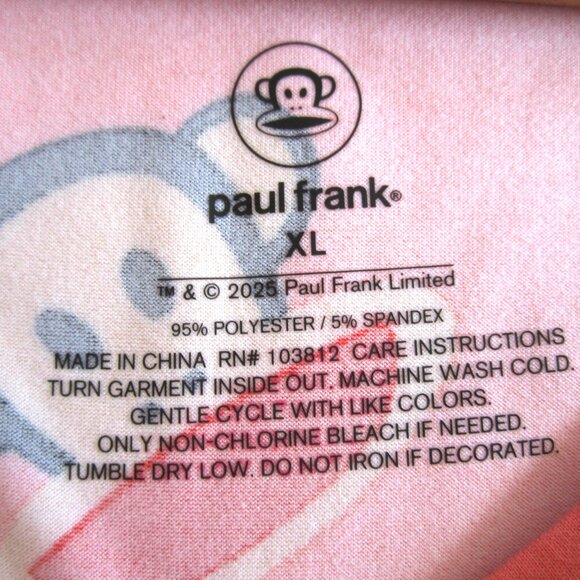 paul frank®
XL
™ & © 2025 Paul Frank Limited
95% POLYESTER / 5% SPANDEX
MADE IN CHINA RN# 103812 CARE INSTRUCTIONS
TURN GARMENT INSIDE OUT. MACHINE WASH COLD.
GENTLE CYCLE WITH LIKE COLORS.
ONLY NON-CHLORINE BLEACH IF NEEDED.
TUMBLE DRY LOW. DO NOT IRON IF DECORATED.